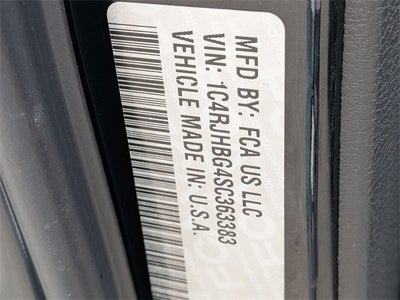 MFD BY: FCA US LLC
VIN: 1C4RJHBG4SC363383
VEHICLE MADE IN: U.S.A.